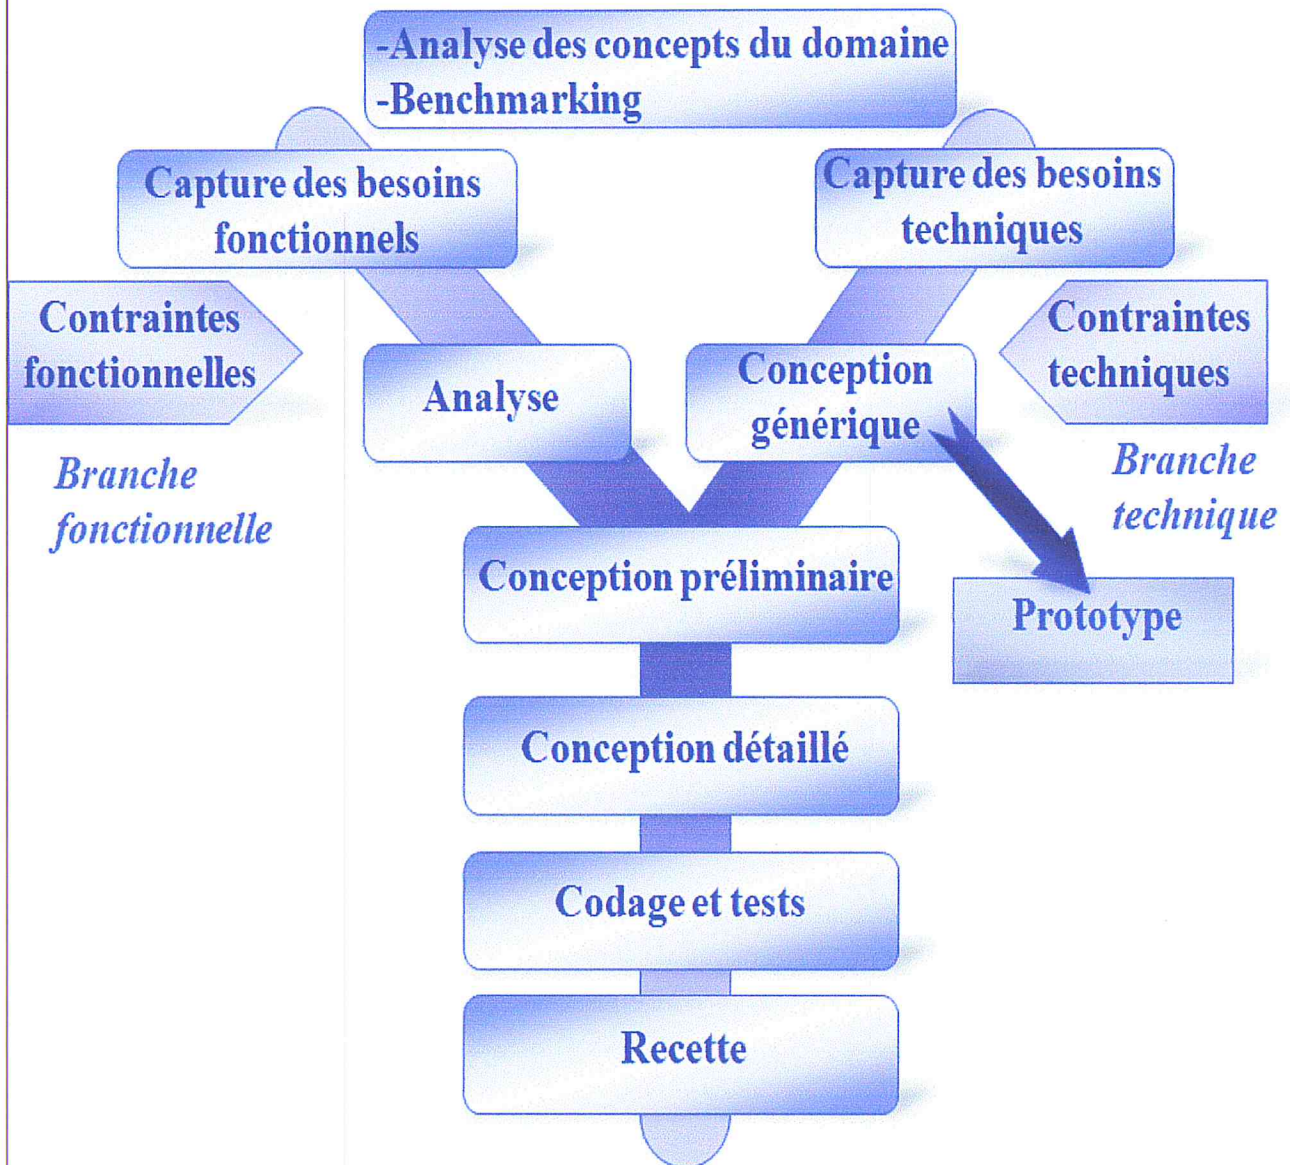 -Analyse des concepts du domaine
-Benchmarking
Capture des besoins
fonctionnels
Capture des besoins
techniques
Contraintes
fonctionnelles
Contraintes
techniques
Analyse
Conception
générique
Branche
fonctionnelle
Branche
technique
Conception préliminaire
Prototype
Conception détaillé
Codage et tests
Recette